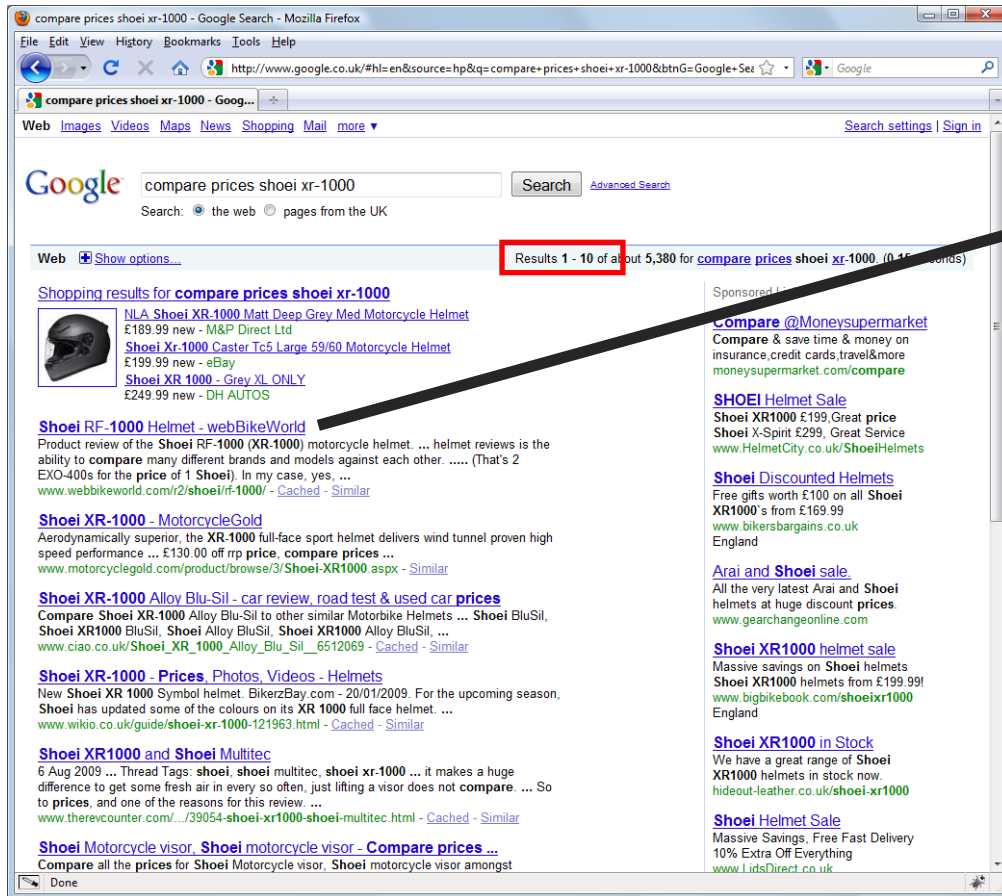 compare prices shoei xr-1000 - Google Search - Mozilla Firefox
File Edit View History Bookmarks Tools Help
http://www.google.co.uk/#hl=en&source=hp&q=compare+prices+shoei+xr-1000&btnG=Google+Sea
Google
compare prices shoei xr-1000 - Goog...
Web Images Videos Maps News Shopping Mail more ▼
Search settings | Sign in
Google
compare prices shoei xr-1000
Search
Advanced Search
Search: the web pages from the UK
Web Show options...
Results 1 - 10 of about 5,380 for compare prices shoei xr-1000.
Shopping results for compare prices shoei xr-1000
NLA Shoei XR-1000 Matt Deep Grey Med Motorcycle Helmet
£189.99 new - M&P Direct Ltd
Shoei Xr-1000 Caster Tc5 Large 59/60 Motorcycle Helmet
£199.99 new - eBay
Shoei XR 1000 - Grey XL ONLY
£249.99 new - DH AUTOS
Shoei RF-1000 Helmet - webBikeWorld
Product review of the Shoei RF-1000 (XR-1000) motorcycle helmet. ... helmet reviews is the
ability to compare many different brands and models against each other. ..... (That's 2
EXO-400s for the price of 1 Shoei). In my case, yes, ...
www.webbikeworld.com/r2/shoei/rf-1000/ - Cached - Similar
Shoei XR-1000 - MotorcycleGold
Aerodynamically superior, the XR-1000 full-face sport helmet delivers wind tunnel proven high
speed performance ... £130.00 off rrp price, compare prices ...
www.motorcyclegold.com/product/browse/3/Shoei-XR1000.aspx - Similar
Shoei XR-1000 Alloy Blu-Sil - car review, road test & used car prices
Compare Shoei XR-1000 Alloy Blu-Sil to other similar Motorbike Helmets ... Shoei BluSil,
Shoei XR1000 BluSil, Shoei Alloy BluSil, Shoei XR1000 Alloy BluSil, ...
www.ciao.co.uk/Shoei_XR_1000_Alloy_Blu_Sil__6512069 - Cached - Similar
Shoei XR-1000 - Prices, Photos, Videos - Helmets
New Shoei XR 1000 Symbol helmet. BikerzBay.com - 20/01/2009. For the upcoming season,
Shoei has updated some of the colours on its XR 1000 full face helmet. ...
www.wikio.co.uk/guide/shoei-xr-1000-121963.html - Cached - Similar
Shoei XR1000 and Shoei Multitec
6 Aug 2009 ... Thread Tags: shoei, shoei multitec, shoei xr-1000 ... it makes a huge
difference to get some fresh air in every so often, just lifting a visor does not compare. ... So
to prices, and one of the reasons for this review. ...
www.therevcounter.com/.../39054-shoei-xr1000-shoei-multitec.html - Cached - Similar
Shoei Motorcycle visor, Shoei motorcycle visor - Compare prices ...
Compare all the prices for Shoei Motorcycle visor, Shoei motorcycle visor amongst
Sponsored
Compare @Moneysupermarket
Compare & save time & money on
insurance,credit cards,travel&more
moneysupermarket.com/compare
SHOEI Helmet Sale
Shoei XR1000 £199,Great price
Shoei X-Spirit £299, Great Service
www.HelmetCity.co.uk/ShoeiHelmets
Shoei Discounted Helmets
Free gifts worth £100 on all Shoei
XR1000`s from £169.99
www.bikersbargains.co.uk
England
Arai and Shoei sale.
All the very latest Arai and Shoei
helmets at huge discount prices.
www.gearchangeonline.com
Shoei XR1000 helmet sale
Massive savings on Shoei helmets
Shoei XR1000 helmets from £199.99!
www.bigbikebook.com/shoeixr1000
England
Shoei XR1000 in Stock
We have a great range of Shoei
XR1000 helmets in stock now.
hideout-leather.co.uk/shoei-xr1000
Shoei Helmet Sale
Massive Savings, Free Fast Delivery
10% Extra Off Everything
www.LidsDirect.co.uk
Done